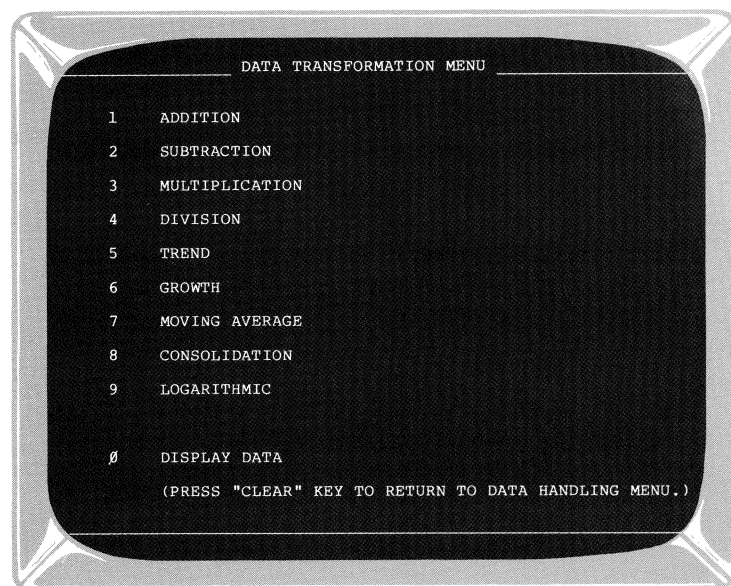 DATA TRANSFORMATION MENU
1 ADDITION
2 SUBTRACTION
3 MULTIPLICATION
4 DIVISION
5 TREND
6 GROWTH
7 MOVING AVERAGE
8 CONSOLIDATION
9 LOGARITHMIC
Ø DISPLAY DATA
(PRESS "CLEAR" KEY TO RETURN TO DATA HANDLING MENU.)